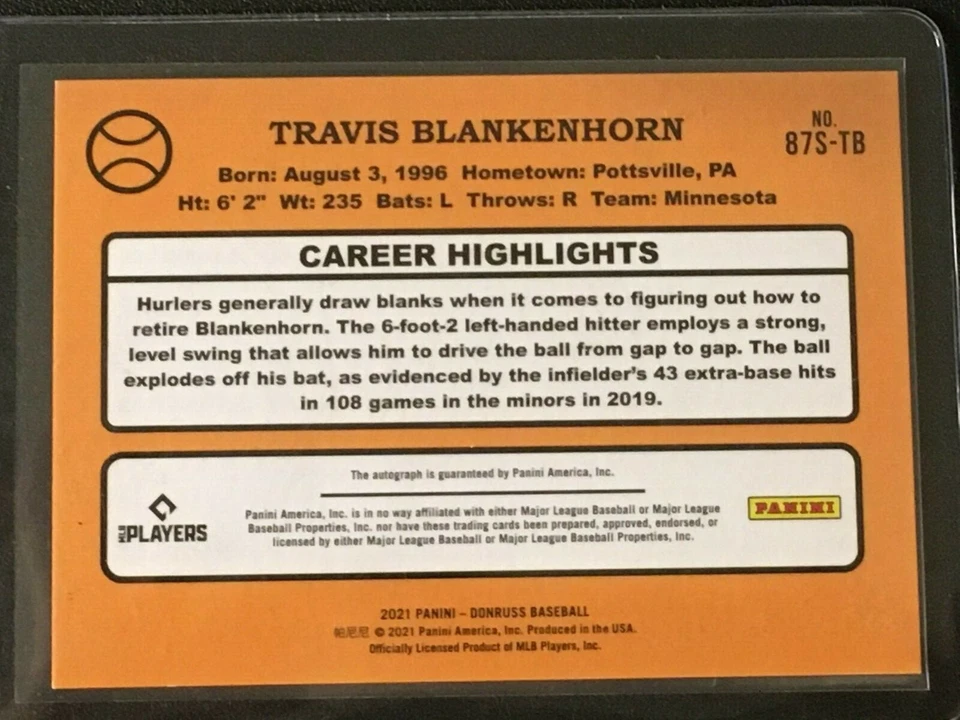 TRAVIS BLANKENHORN
NO.
87S-TB
Born: August 3, 1996 Hometown: Pottsville, PA
Ht: 6' 2" Wt: 235 Bats: L Throws: R Team: Minnesota
CAREER HIGHLIGHTS
Hurlers generally draw blanks when it comes to figuring out how to
retire Blankenhorn. The 6-foot-2 left-handed hitter employs a strong,
level swing that allows him to drive the ball from gap to gap. The ball
explodes off his bat, as evidenced by the infielder's 43 extra-base hits
in 108 games in the minors in 2019.
The autograph is guaranteed by Panini America, Inc.
MLB PLAYERS
Panini America, Inc. is in no way affiliated with either Major League Baseball or Major League
Baseball Properties, Inc. nor have these trading cards been prepared, approved, endorsed, or
licensed by either Major League Baseball or Major League Baseball Properties, Inc.
PANINI
2021 PANINI – DONRUSS BASEBALL
帕尼尼 © 2021 Panini America, Inc. Produced in the USA.
Officially Licensed Product of MLB Players, Inc.